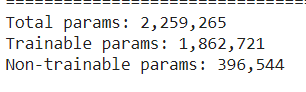 Total params: 2,259,265
Trainable params: 1,862,721
Non-trainable params: 396,544